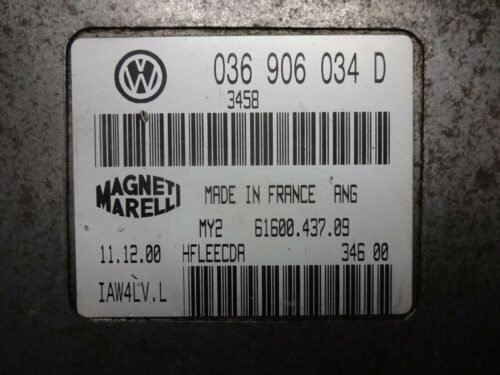 VW 036 906 034 D
3458
MAGNETI MARELLI
MADE IN FRANCE ANG
MY2 61600.437.09
11.12.00 HFLEECDA 346 00
IAW4LV.L